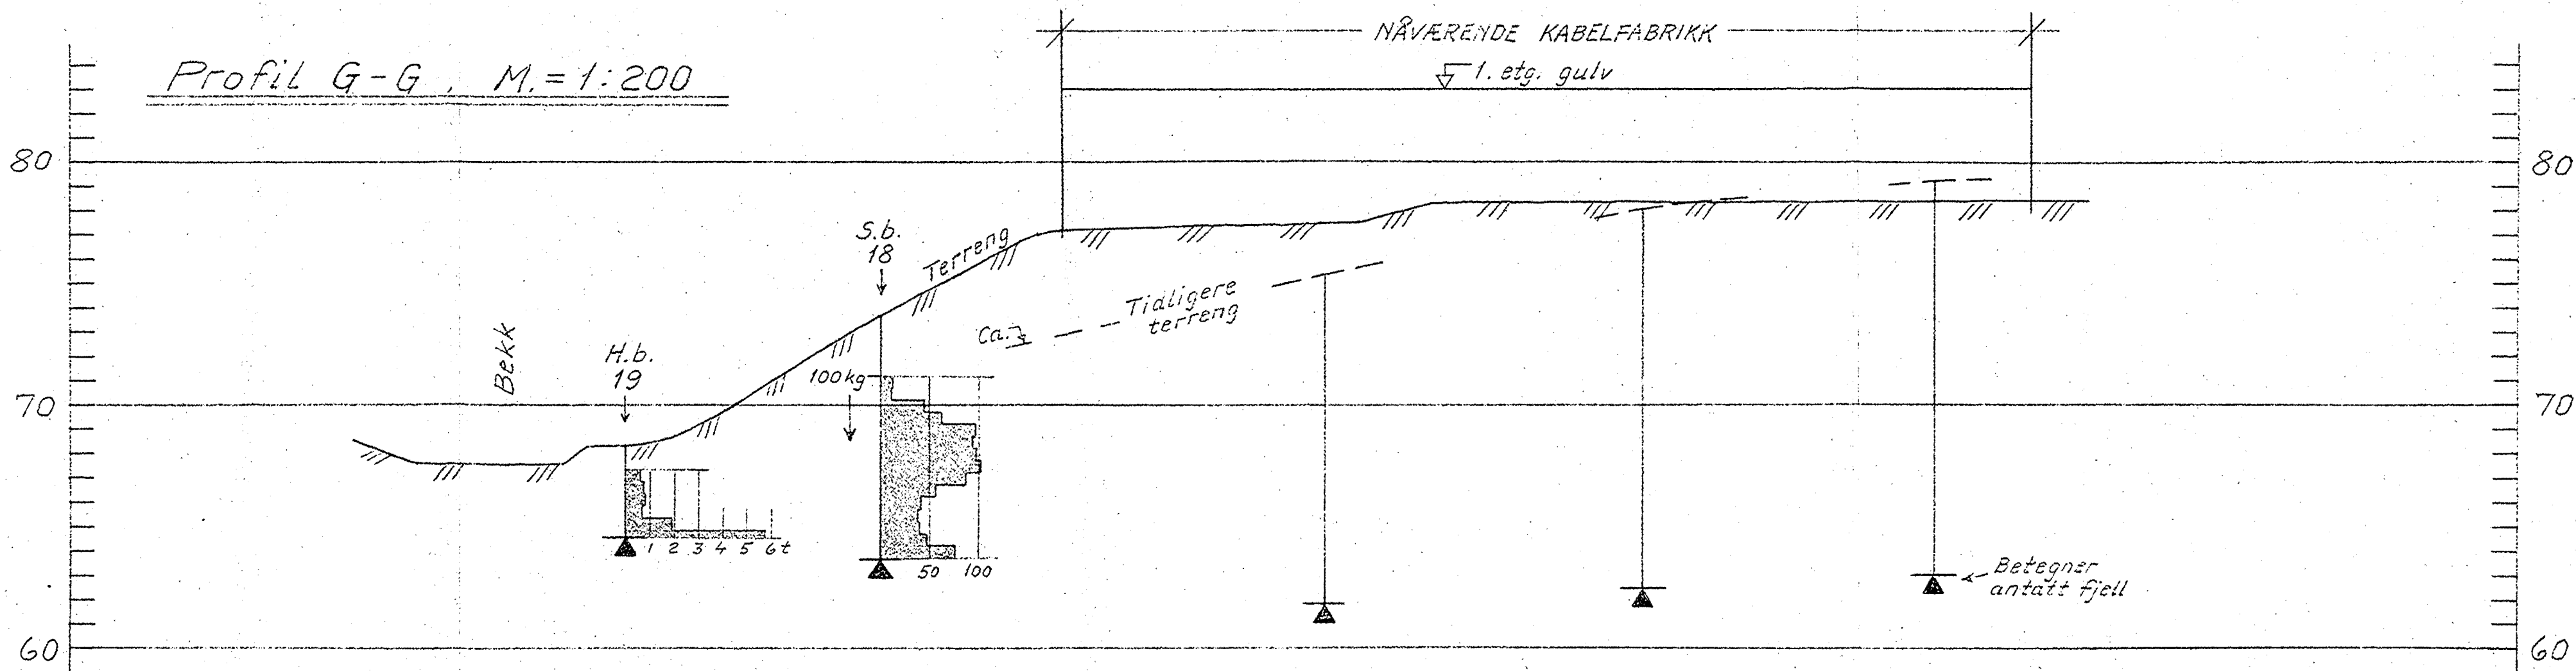 NÅVÆRENDE KABELFABRIKK
Profil G-G, M.=1:200
1. etg. gulv
80
80
S.b.
18
Terreng
Tidligere
terreng
Ca.
Bekk
H.b.
19
100kg
70
70
1 2 3 4 5 6t
50 100
Betegner
antatt fjell
60
60